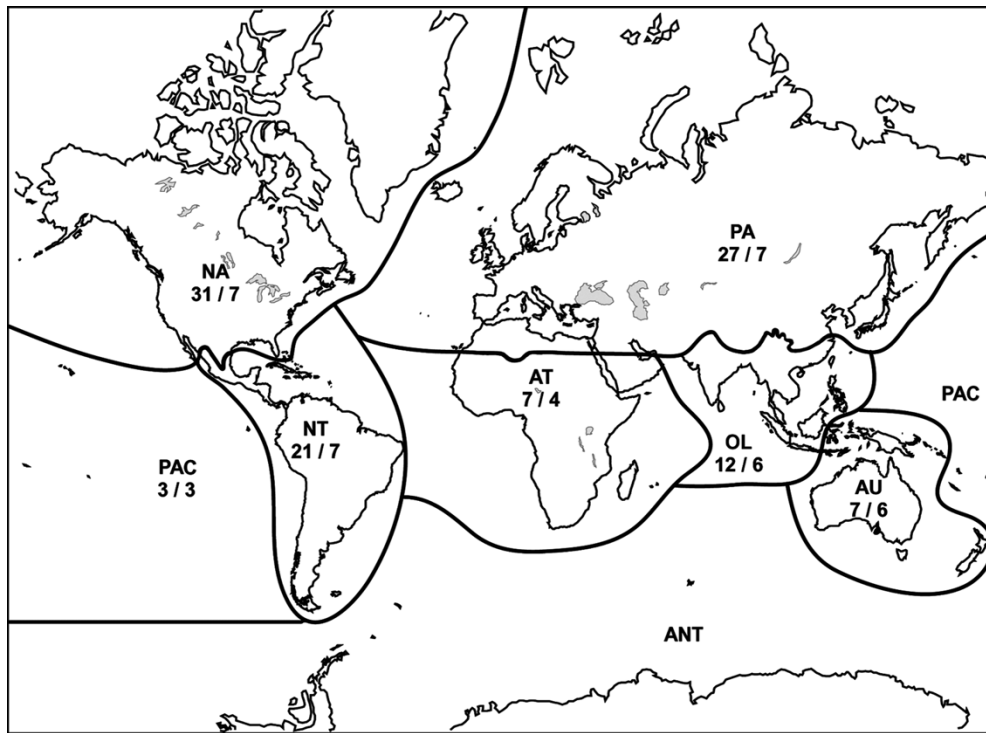 PA
27 / 7
NA
31 / 7
AT
7 / 4
PAC
NT
21 / 7
OL
12 / 6
PAC
3 / 3
AU
7 / 6
ANT